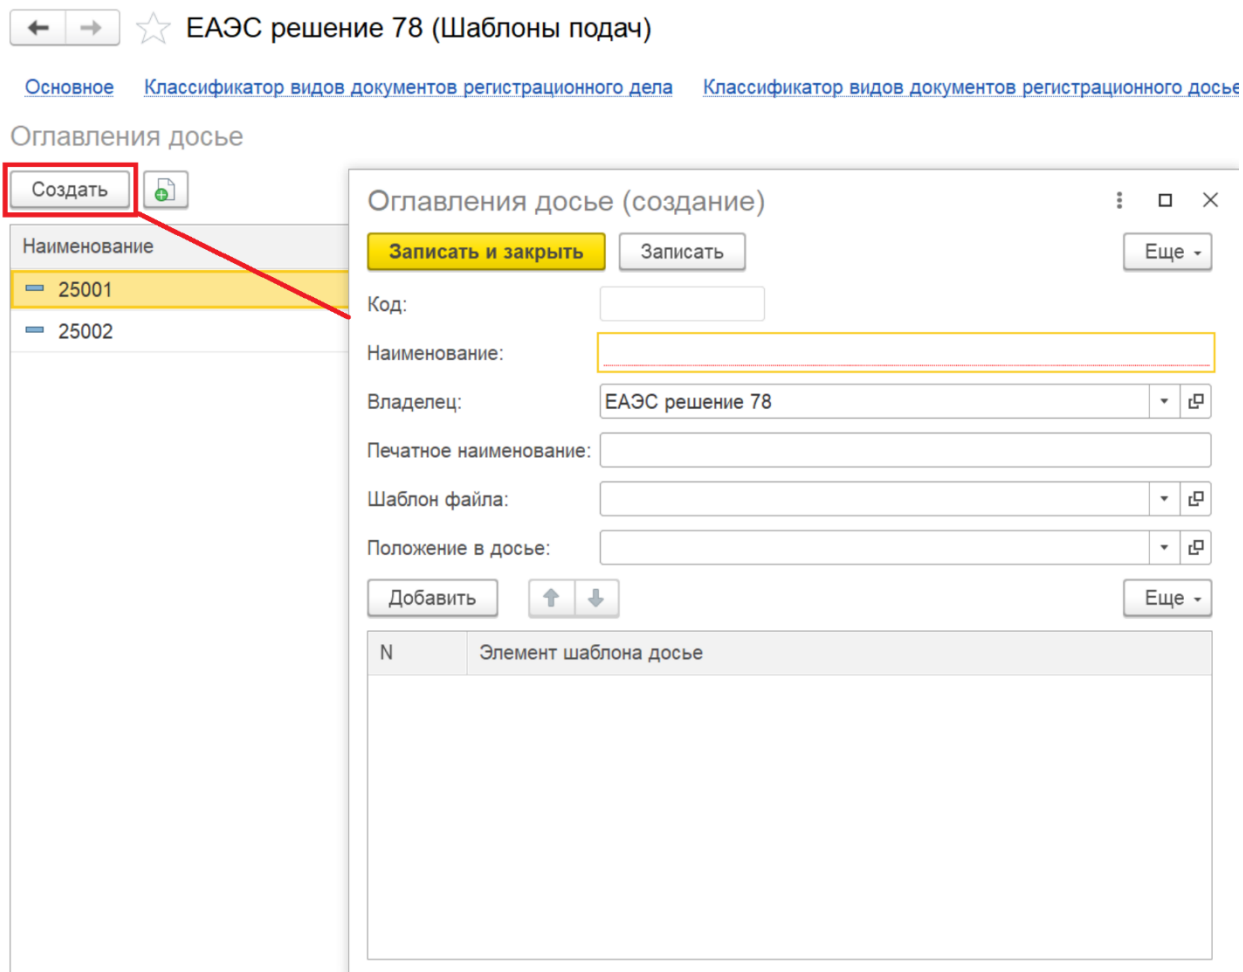 ЕАЭС решение 78 (Шаблоны подач)
Основное Классификатор видов документов регистрационного дела Классификатор видов документов регистрационного досье
Оглавления досье
Создать
Наименование
25001
25002
Оглавления досье (создание)
Записать и закрыть Записать Еще
Код:
Наименование:
Владелец: ЕАЭС решение 78
Печатное наименование:
Шаблон файла:
Положение в досье:
Добавить Еще
N Элемент шаблона досье